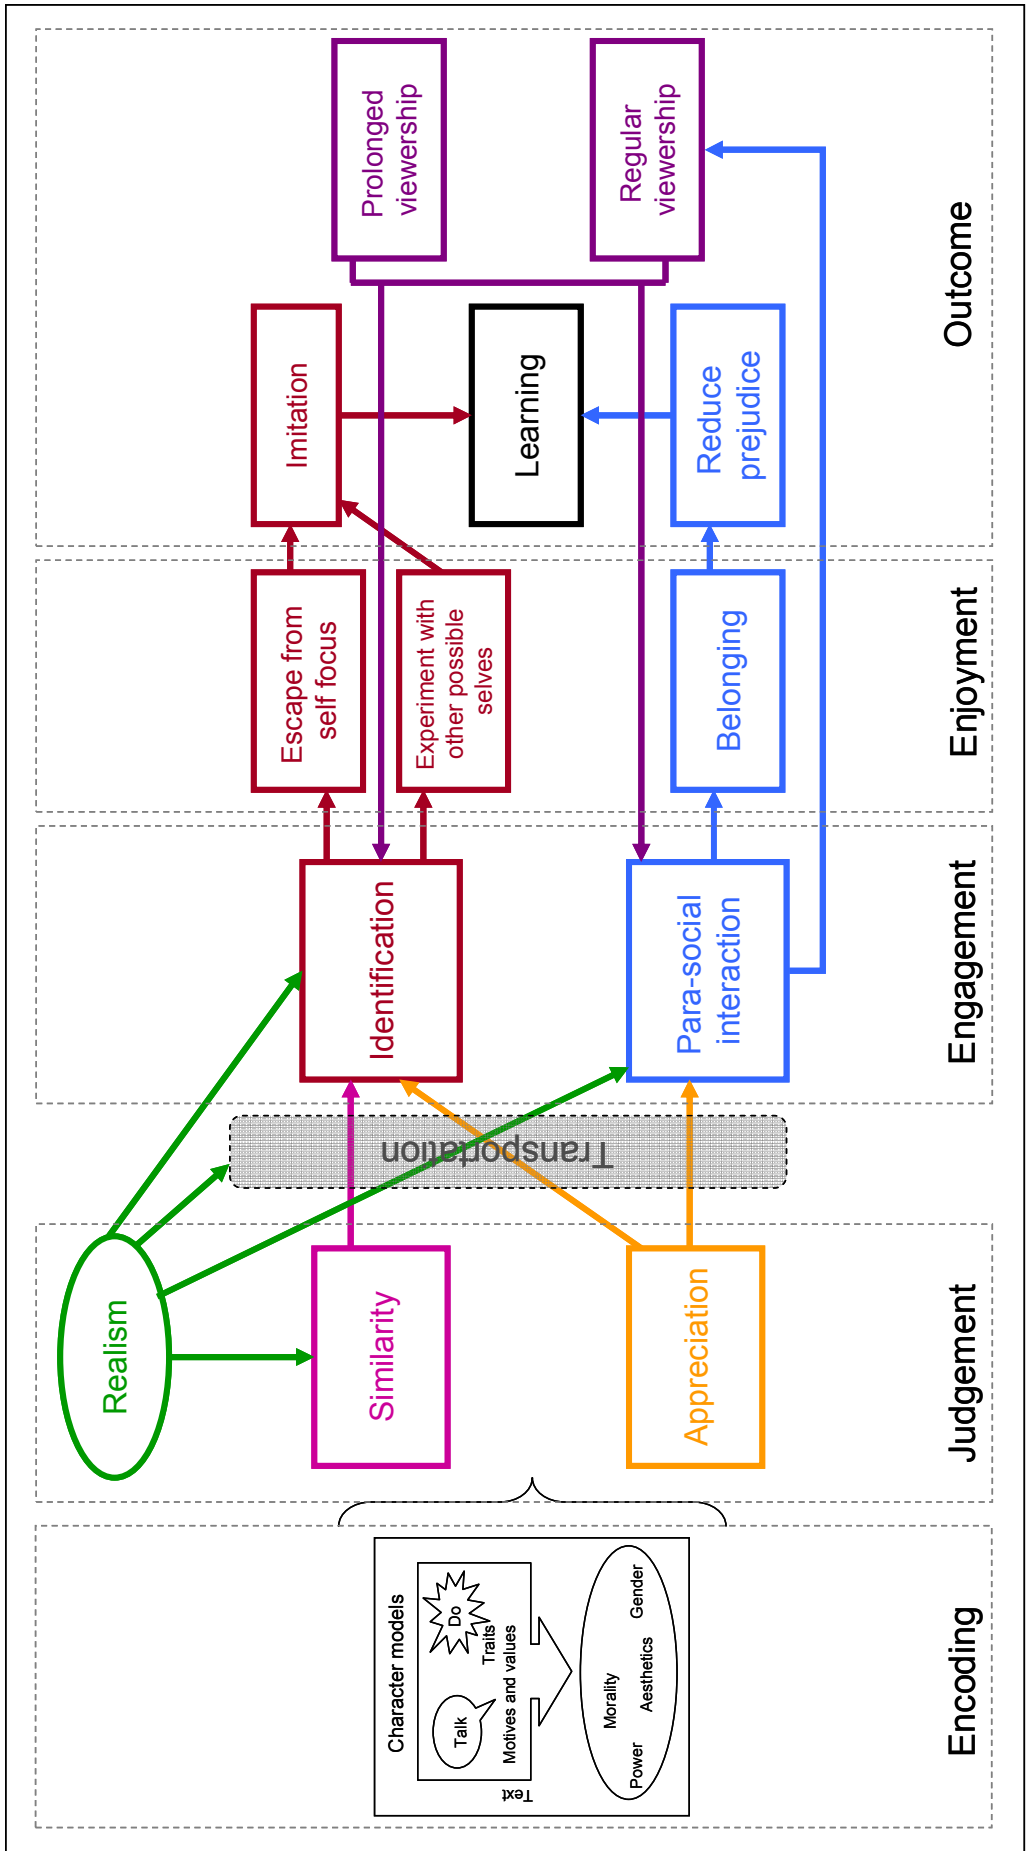 Character models
Talk
Do
Traits
Motives and values
Text
Power
Morality
Aesthetics
Gender
Encoding
Realism
Similarity
Appreciation
Judgement
Transportation
Identification
Para-social
interaction
Engagement
Escape from
self focus
Experiment with
other possible
selves
Belonging
Enjoyment
Imitation
Learning
Reduce
prejudice
Prolonged
viewership
Regular
viewership
Outcome